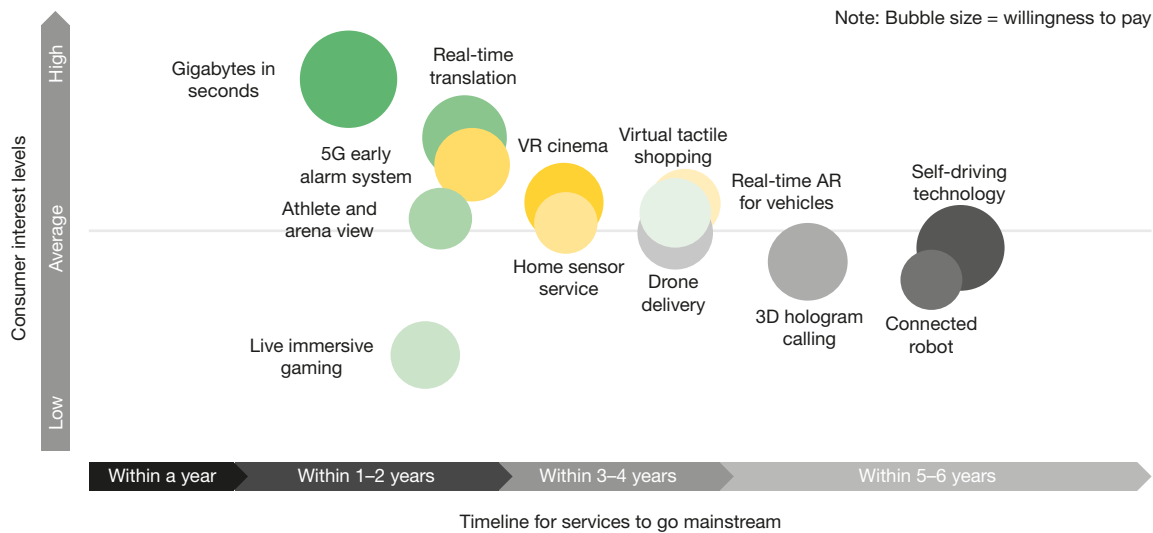 Note: Bubble size = willingness to pay
Consumer interest levels
High
Average
Low
Gigabytes in
seconds
Real-time
translation
5G early
alarm system
Athlete and
arena view
Live immersive
gaming
VR cinema
Home sensor
service
Virtual tactile
shopping
Drone
delivery
Real-time AR
for vehicles
3D hologram
calling
Self-driving
technology
Connected
robot
Within a year
Within 1–2 years
Within 3–4 years
Within 5–6 years
Timeline for services to go mainstream